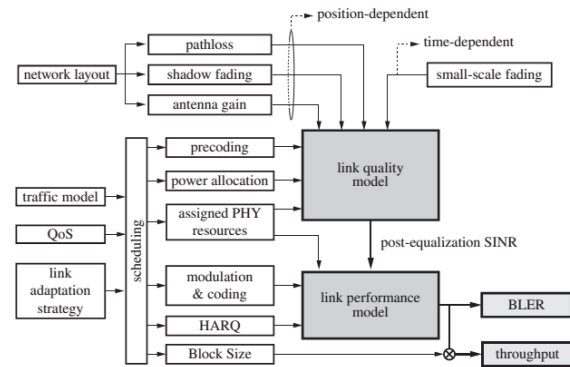 position-dependent
pathloss
time-dependent
network layout
shadow fading
small-scale fading
antenna gain
precoding
link quality
model
power allocation
traffic model
assigned PHY
resources
QoS
scheduling
post-equalization SINR
link
adaptation
strategy
modulation
& coding
link performance
model
BLER
HARQ
Block Size
throughput